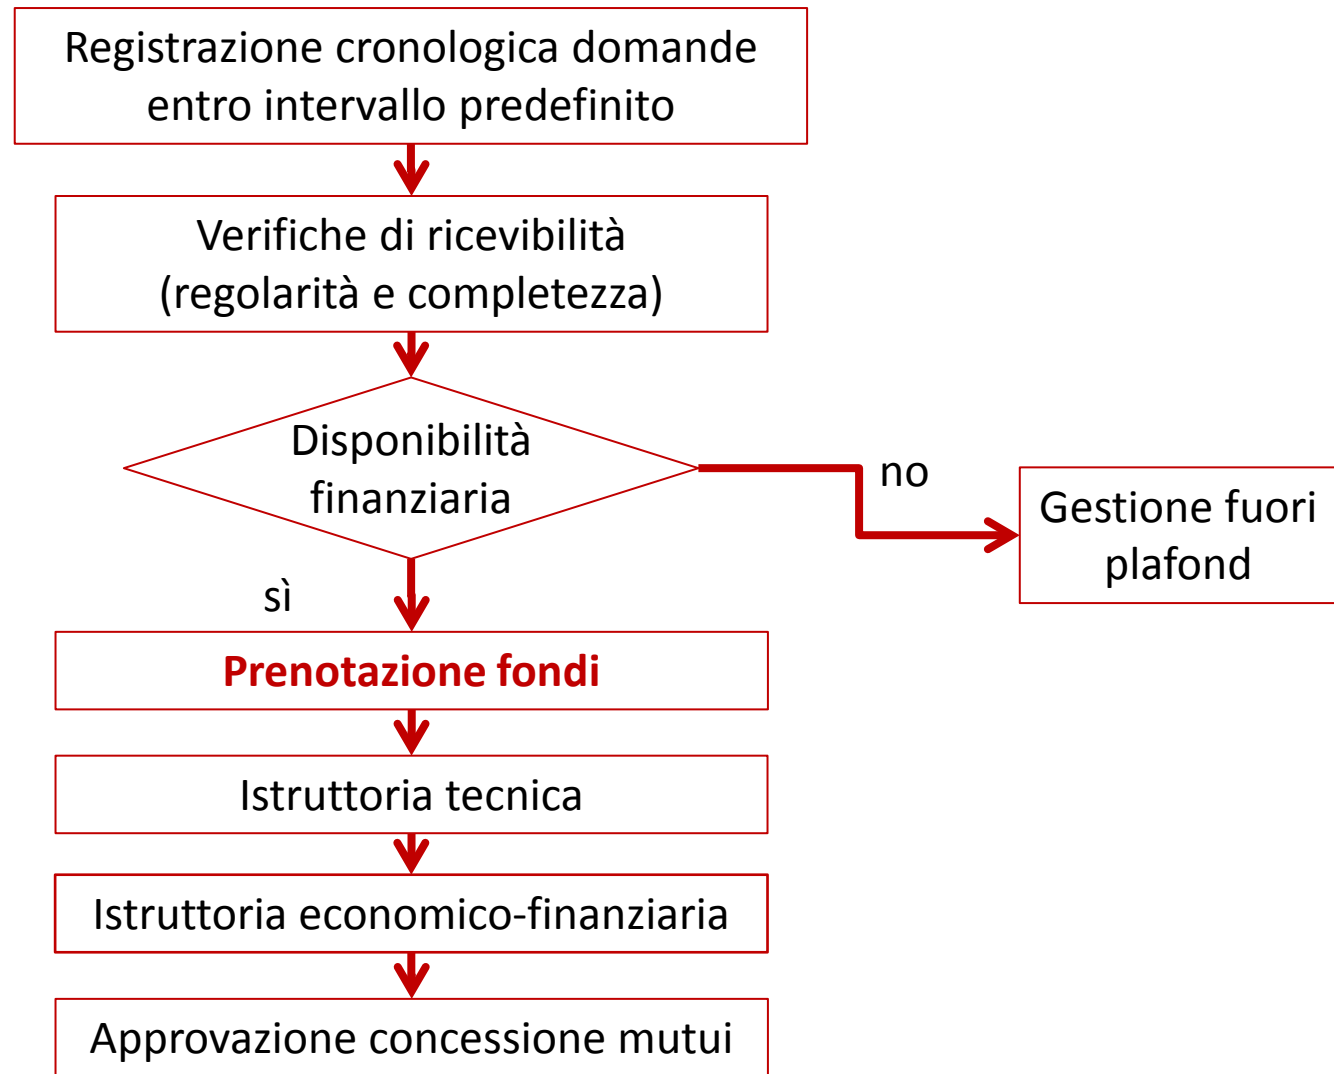 Registrazione cronologica domande
entro intervallo predefinito
Verifiche di ricevibilità
(regolarità e completezza)
Disponibilità
finanziaria
no
Gestione fuori
plafond
sì
Prenotazione fondi
Istruttoria tecnica
Istruttoria economico-finanziaria
Approvazione concessione mutui